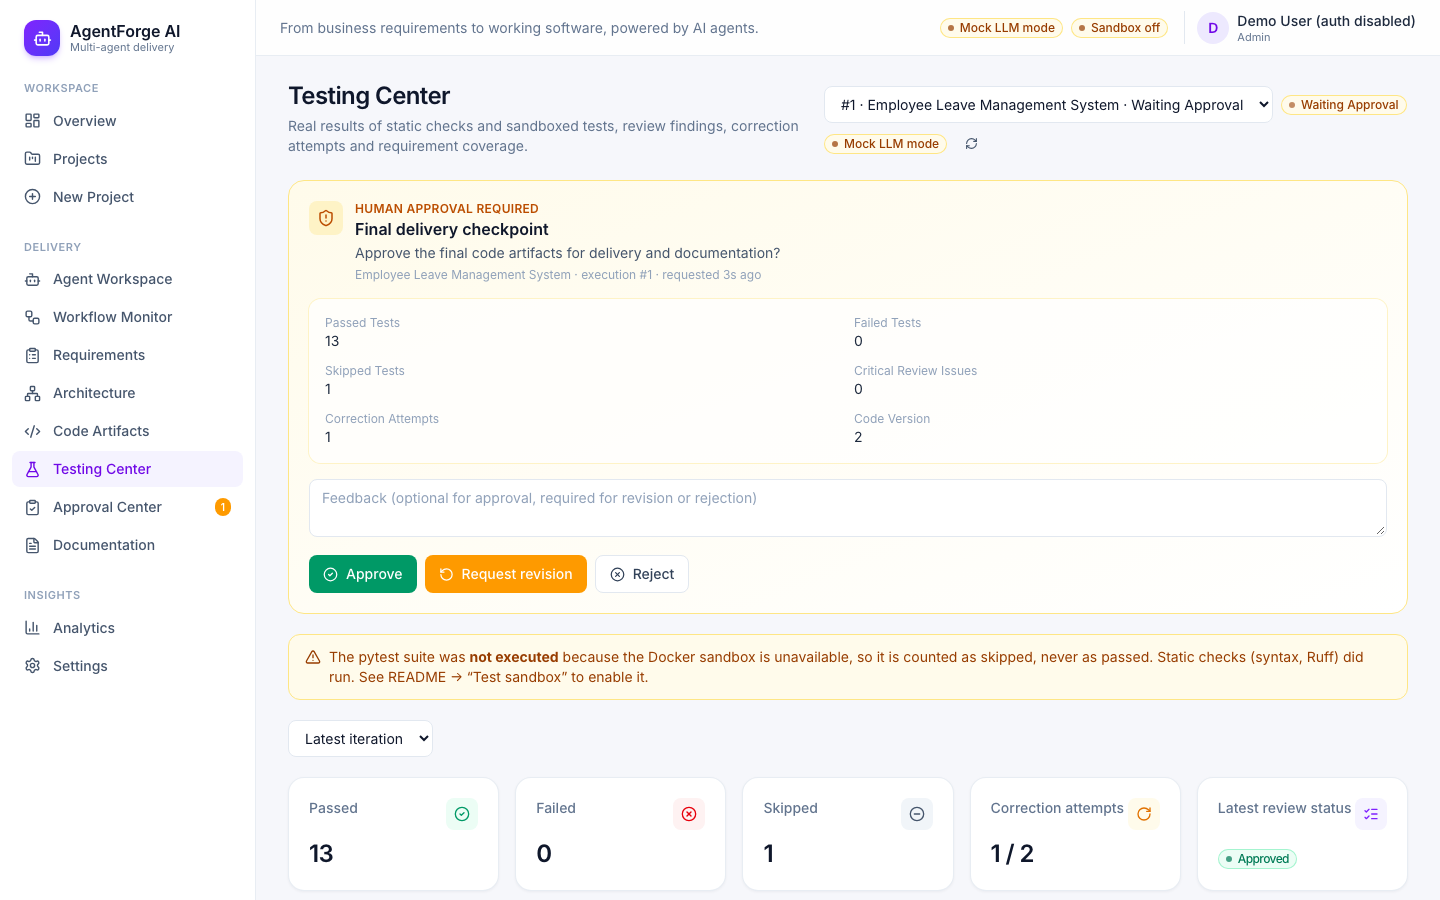 AgentForge AI
Multi-agent delivery
WORKSPACE
Overview
Projects
New Project
DELIVERY
Agent Workspace
Workflow Monitor
Requirements
Architecture
Code Artifacts
Testing Center
Approval Center
1
Documentation
INSIGHTS
Analytics
Settings
From business requirements to working software, powered by AI agents.
Mock LLM mode
Sandbox off
D
Demo User (auth disabled)
Admin
Testing Center
Real results of static checks and sandboxed tests, review findings, correction
attempts and requirement coverage.
#1 · Employee Leave Management System · Waiting Approval
Waiting Approval
Mock LLM mode
HUMAN APPROVAL REQUIRED
Final delivery checkpoint
Approve the final code artifacts for delivery and documentation?
Employee Leave Management System · execution #1 · requested 3s ago
Passed Tests
13
Failed Tests
0
Skipped Tests
1
Critical Review Issues
0
Correction Attempts
1
Code Version
2
Feedback (optional for approval, required for revision or rejection)
Approve
Request revision
Reject
The pytest suite was not executed because the Docker sandbox is unavailable, so it is counted as skipped, never as passed. Static checks (syntax, Ruff) did
run. See README → “Test sandbox” to enable it.
Latest iteration
Passed
13
Failed
0
Skipped
1
Correction attempts
1 / 2
Latest review status
Approved